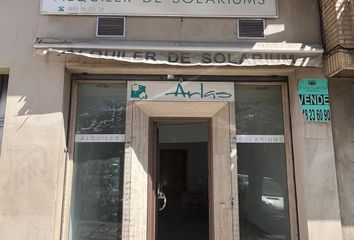 ALQUILER DE SOLARIUMS
ALQUILER DE SOLARIUMS
Arlas
VENDE
ALQUILER
SOLARIUMS